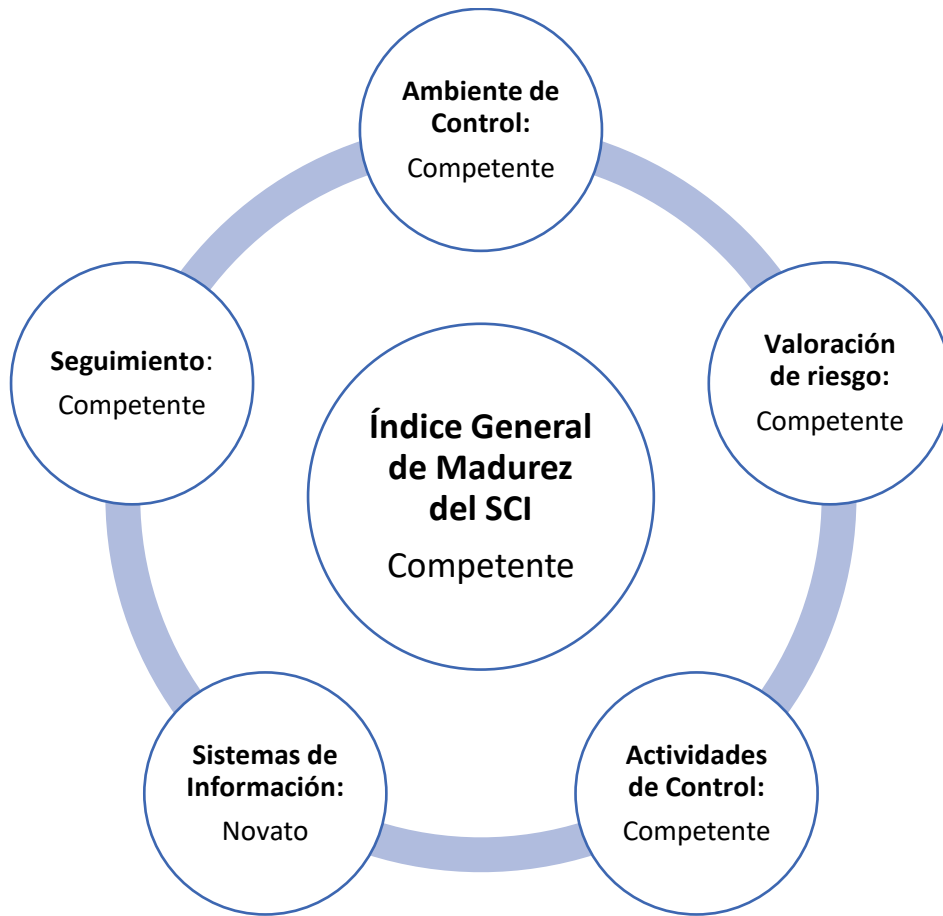 Ambiente de
Control:
Competente
Valoración
de riesgo:
Competente
Seguimiento:
Competente
Índice General
de Madurez
del SCI
Competente
Sistemas de
Información:
Novato
Actividades
de Control:
Competente